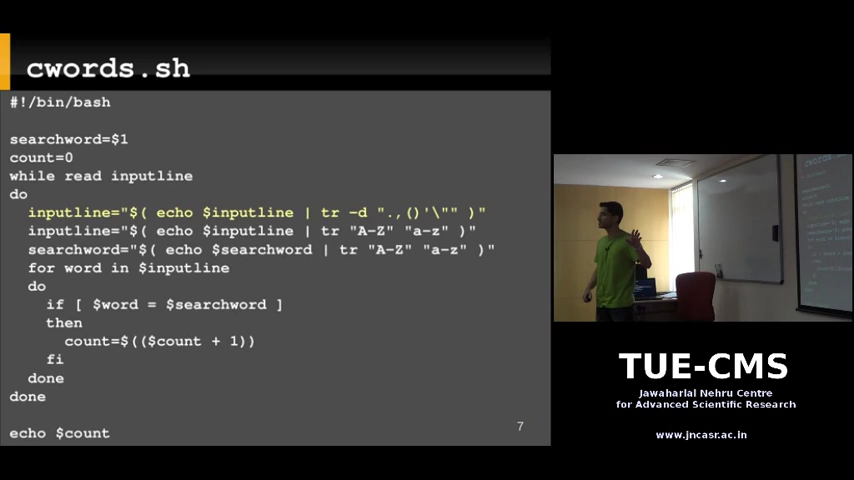 cwords.sh
#!/bin/bash
searchword=$1
count=0
while read inputline
do
inputline="$( echo $inputline | tr -d ".,()'\"" )"
inputline="$( echo $inputline | tr "A-Z" "a-z" )"
searchword="$( echo $searchword | tr "A-Z" "a-z" )"
for word in $inputline
do
if [ $word = $searchword ]
then
count=$(($count + 1))
fi
done
done
echo $count
7
TUE-CMS
Jawaharlal Nehru Centre
for Advanced Scientific Research
www.jncasr.ac.in